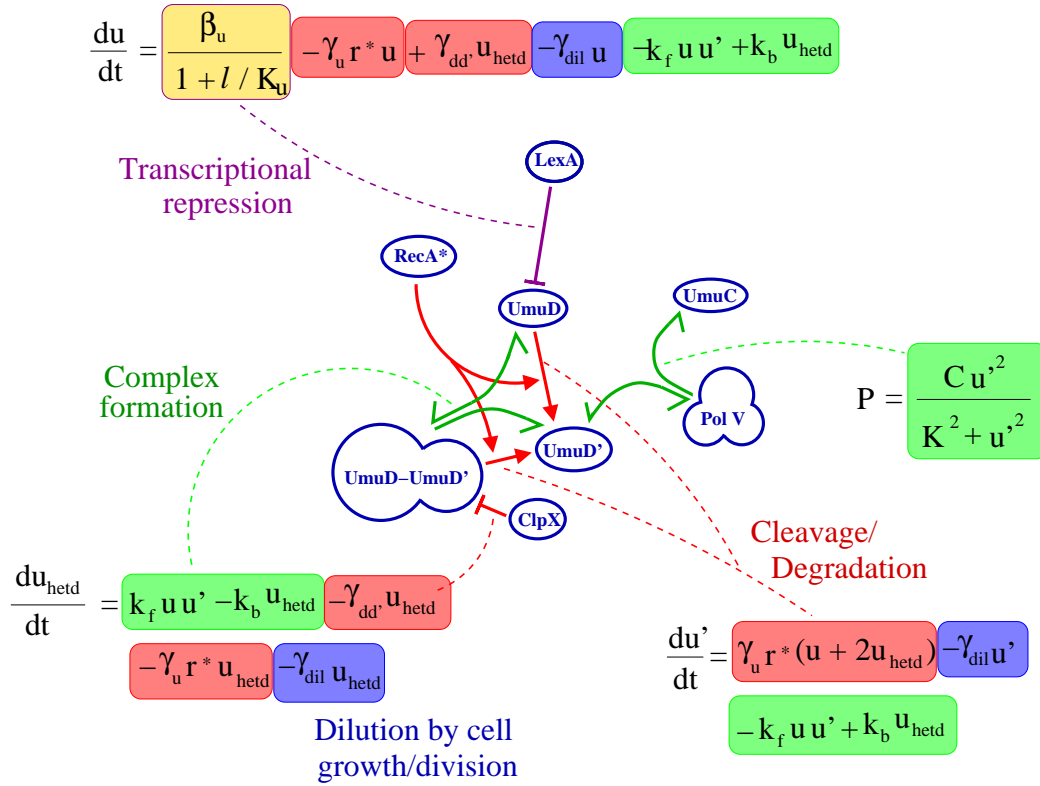 du/dt = β_u / (1 + l / K_u) − γ_u r* u + γ_dd' u_hetd − γ_dil u − k_f u u' + k_b u_hetd
LexA
Transcriptional
repression
RecA*
UmuD
UmuC
Complex
formation
P = C u'² / (K² + u'²)
Pol V
UmuD'
UmuD−UmuD'
ClpX
Cleavage/
Degradation
du_hetd/dt = k_f u u' − k_b u_hetd − γ_dd' u_hetd
− γ_u r* u_hetd − γ_dil u_hetd
du'/dt = γ_u r* (u + 2u_hetd) − γ_dil u'
− k_f u u' + k_b u_hetd
Dilution by cell
growth/division